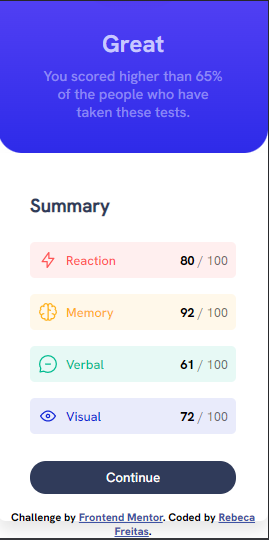 Great
You scored higher than 65%
of the people who have
taken these tests.
Summary
Reaction 80 / 100
Memory 92 / 100
Verbal 61 / 100
Visual 72 / 100
Continue
Challenge by Frontend Mentor. Coded by Rebeca
Freitas.